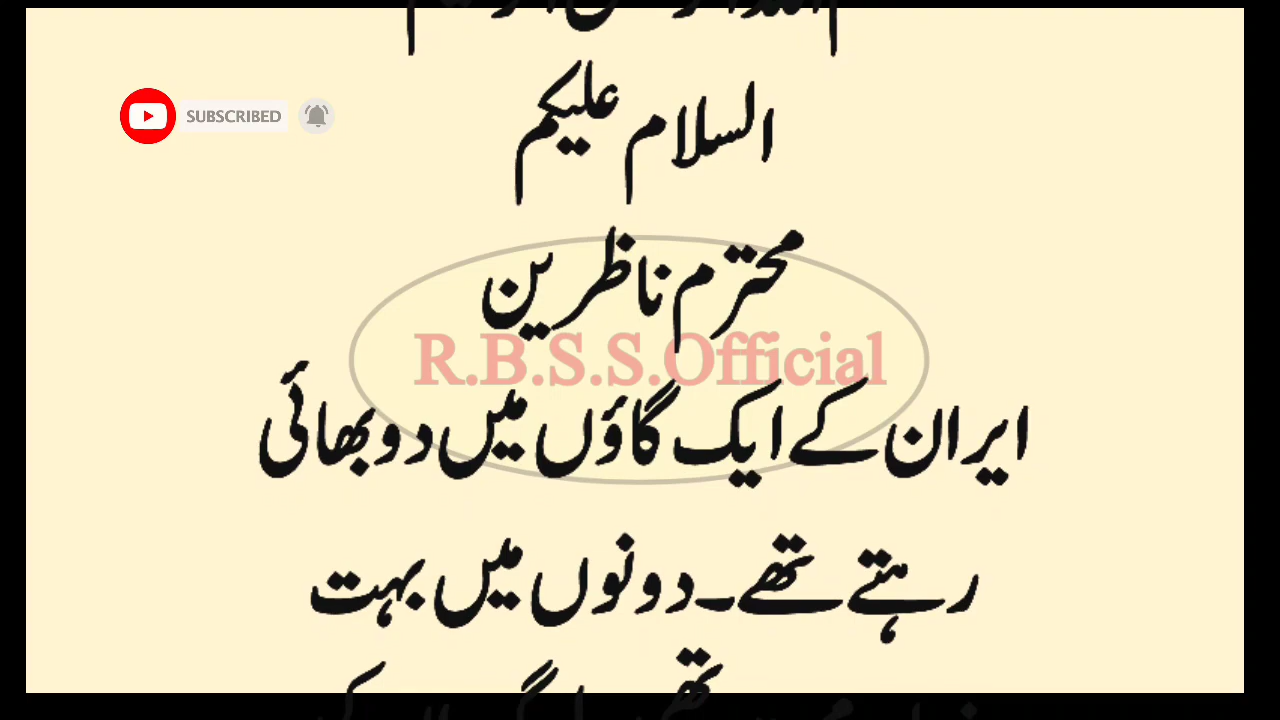 السلام علیکم
SUBSCRIBED
محترم ناظرین
R.B.S.S.Official
ایران کے ایک گاؤں میں دو بھائی
رہتے تھے۔ دونوں میں بہت